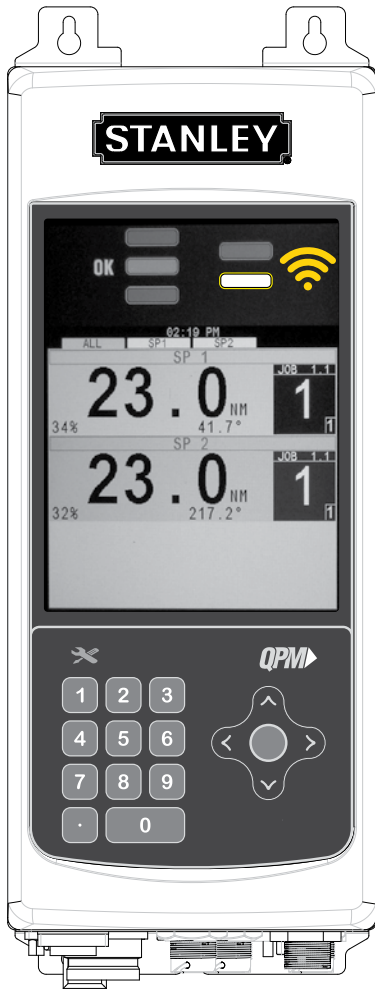 STANLEY
OK
02:19 PM
ALL SP1 SP2
SP 1
JOB 1.1
23.0 NM 1
34% 41.7° 1
SP 2
JOB 1.1
23.0 NM 1
32% 217.2° 1
QPM
1 2 3
4 5 6
7 8 9
. 0